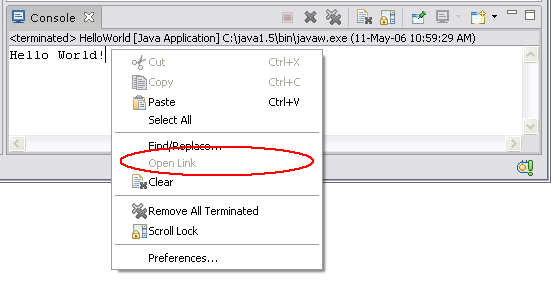 Console
<terminated> HelloWorld [Java Application] C:\java1.5\bin\javaw.exe (11-May-06 10:59:29 AM)
Hello World!
Cut Ctrl+X
Copy Ctrl+C
Paste Ctrl+V
Select All
Find/Replace...
Open Link
Clear
Remove All Terminated
Scroll Lock
Preferences...